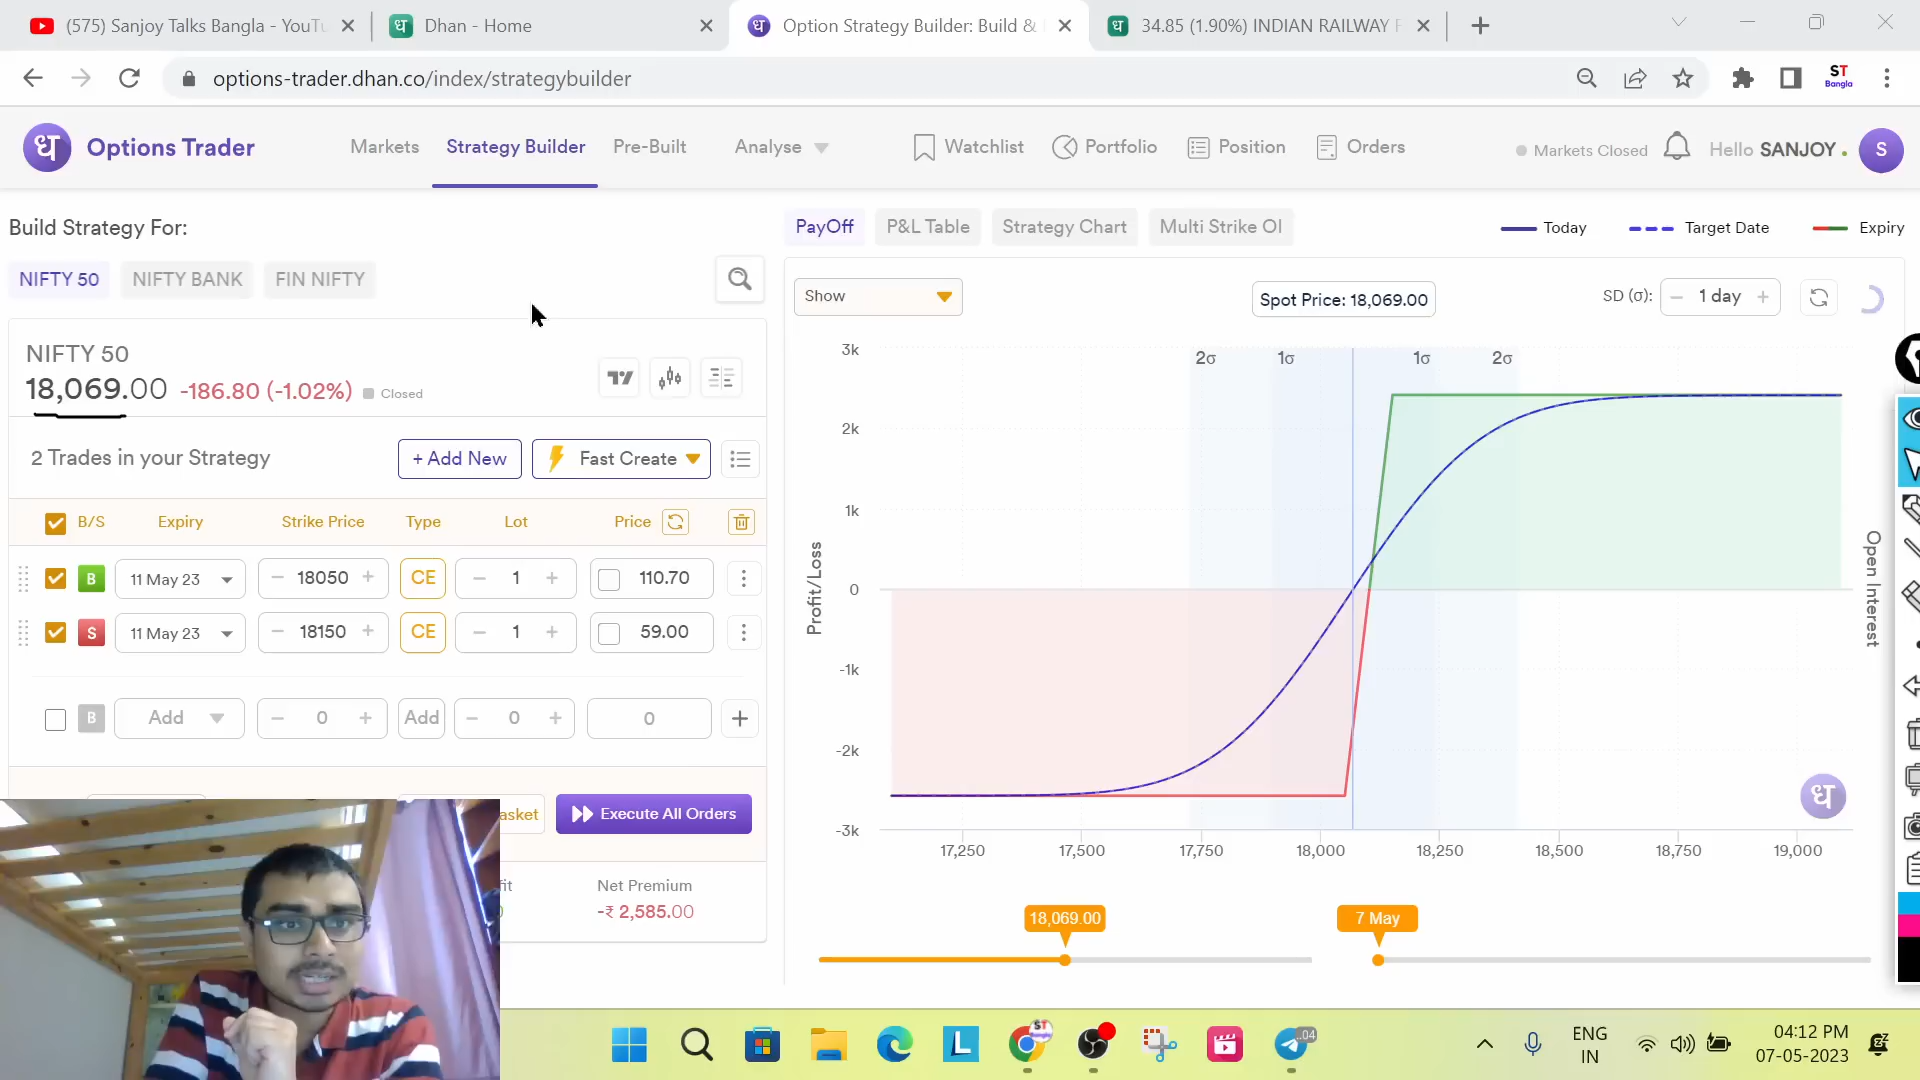 (575) Sanjoy Talks Bangla - YouTu
Dhan - Home
Option Strategy Builder: Build &
34.85 (1.90%) INDIAN RAILWAY F
options-trader.dhan.co/index/strategybuilder
ST
Bangla
ध
Options Trader
Markets
Strategy Builder
Pre-Built
Analyse
Watchlist
Portfolio
Position
Orders
Markets Closed
Hello SANJOY.
S
Build Strategy For:
PayOff
P&L Table
Strategy Chart
Multi Strike OI
Today
Target Date
Expiry
NIFTY 50
NIFTY BANK
FIN NIFTY
Show
Spot Price: 18,069.00
SD (σ):
1 day
NIFTY 50
18,069.00 -186.80 (-1.02%) Closed
2 Trades in your Strategy
+ Add New
Fast Create
B/S Expiry Strike Price Type Lot Price
B 11 May 23 − 18050 + CE − 1 + 110.70
S 11 May 23 − 18150 + CE − 1 + 59.00
B Add − 0 + Add − 0 + 0 +
asket
Execute All Orders
fit
Net Premium
-₹ 2,585.00
2σ 1σ 1σ 2σ
3k
2k
1k
0
-1k
-2k
-3k
Profit/Loss
Open Interest
ध
17,250 17,500 17,750 18,000 18,250 18,500 18,750 19,000
18,069.00
7 May
L
ST
04
ENG
IN
04:12 PM
07-05-2023